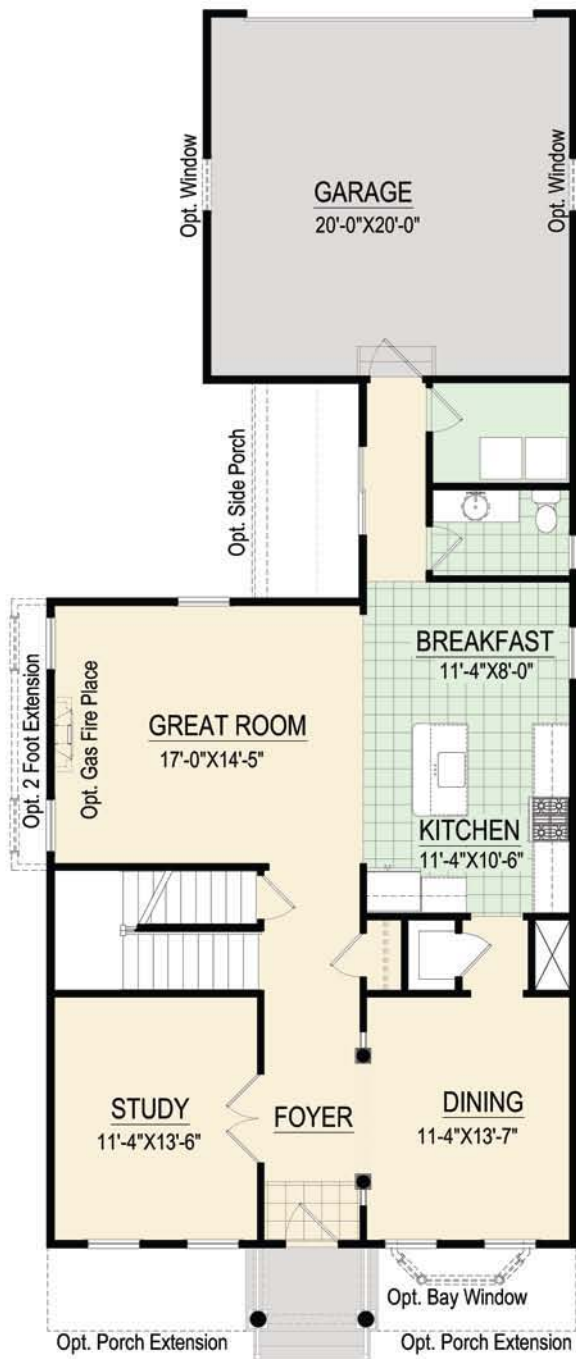 Opt. Window
GARAGE
20'-0"X20'-0"
Opt. Window
Opt. Side Porch
BREAKFAST
11'-4"X8'-0"
Opt. 2 Foot Extension
Opt. Gas Fire Place
GREAT ROOM
17'-0"X14'-5"
KITCHEN
11'-4"X10'-6"
STUDY
11'-4"X13'-6"
FOYER
DINING
11-4"X13'-7"
Opt. Bay Window
Opt. Porch Extension
Opt. Porch Extension